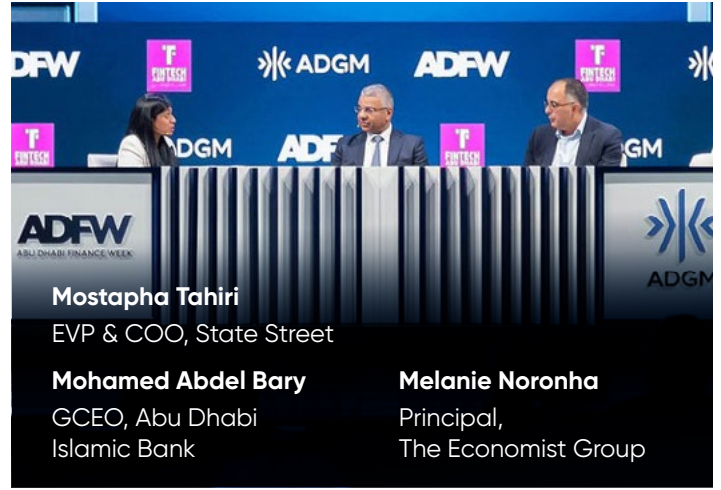 DFW
FINTECH
ABU DHABI
ADGM
ADFW
FINTECH
ABU DHABI
FINTECH
ABU DHABI
DGM
ADF
FINTECH
ABU DHABI
GM
ADFW
ABU DHABI FINANCE WEEK
ADGM
Mostapha Tahiri
EVP & COO, State Street
Mohamed Abdel Bary
GCEO, Abu Dhabi
Islamic Bank
Melanie Noronha
Principal,
The Economist Group